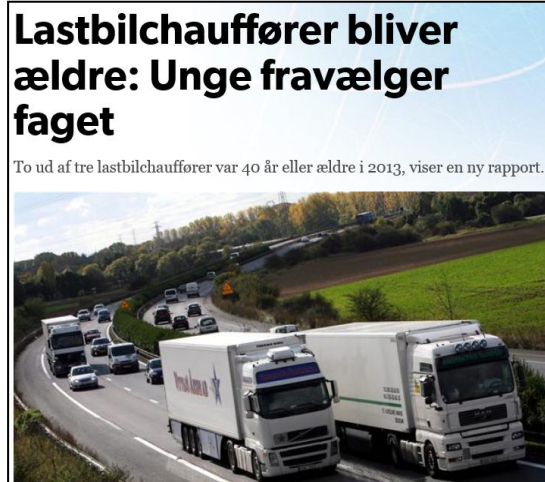 Lastbilchauffører bliver
ældre: Unge fravælger
faget
To ud af tre lastbilchauffører var 40 år eller ældre i 2013, viser en ny rapport.